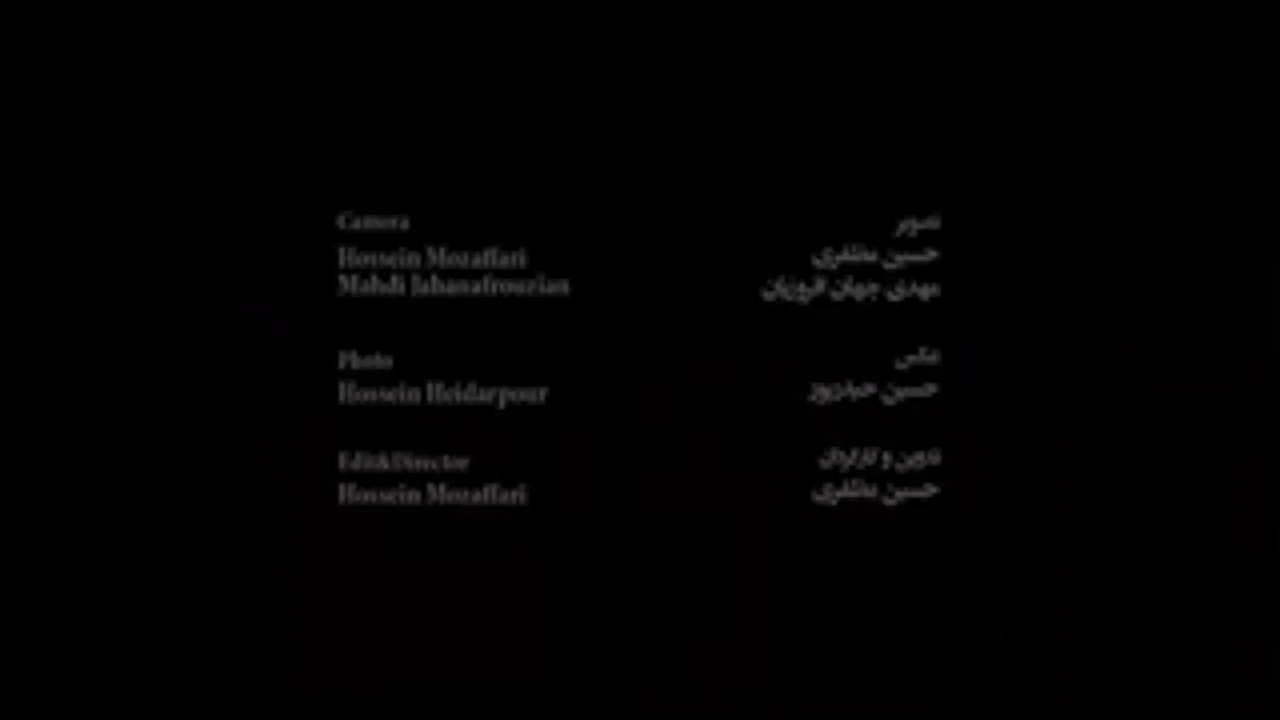 Camera
Hossein Mozaffari
Mahdi Jahanafrouzian
تصویر
حسین مظفری
مهدی جهان افروزیان
Photo
Hossein Heidarpour
عکس
حسین حیدرپور
Edit&Director
Hossein Mozaffari
تدوین و کارگردان
حسین مظفری